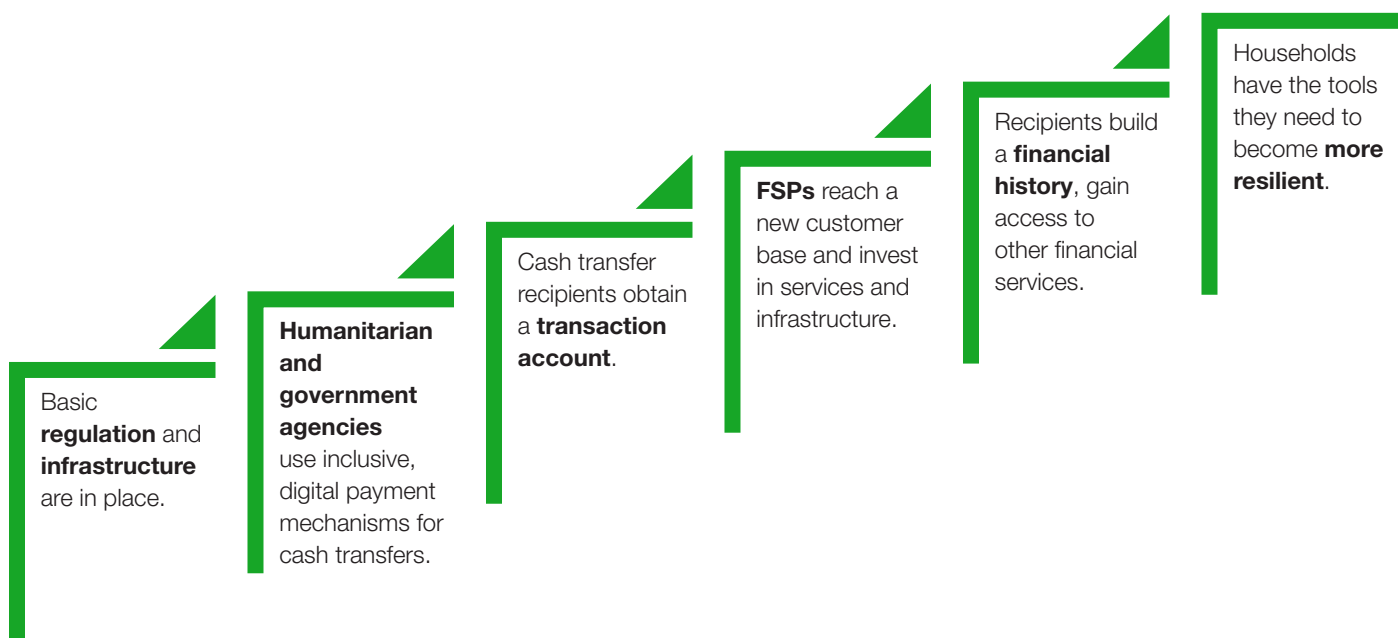 Basic
regulation and
infrastructure
are in place.
Humanitarian
and
government
agencies
use inclusive,
digital payment
mechanisms for
cash transfers.
Cash transfer
recipients obtain
a transaction
account.
FSPs reach a
new customer
base and invest
in services and
infrastructure.
Recipients build
a financial
history, gain
access to
other financial
services.
Households
have the tools
they need to
become more
resilient.